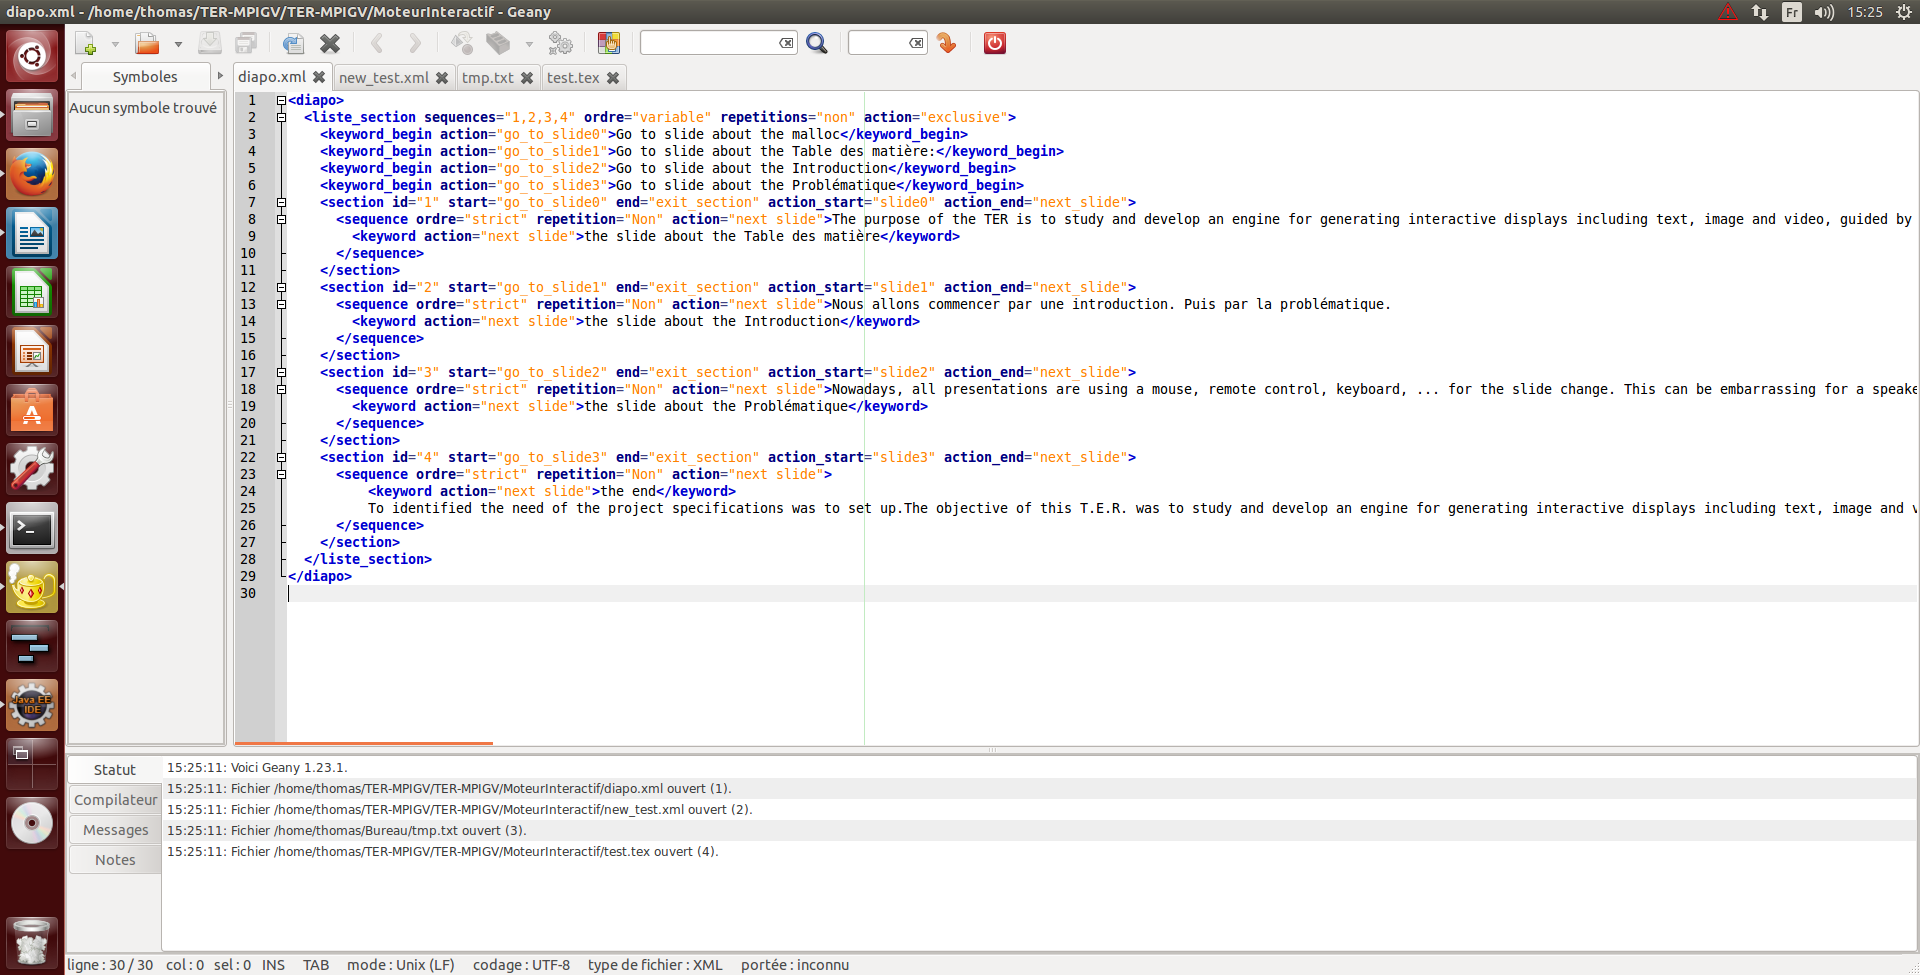 diapo.xml - /home/thomas/TER-MPIGV/TER-MPIGV/MoteurInteractif - Geany
Fr
15:25
Symboles
diapo.xml
new_test.xml
tmp.txt
test.tex
Aucun symbole trouvé
1 <diapo>
2 <liste_section sequences="1,2,3,4" ordre="variable" repetitions="non" action="exclusive">
3 <keyword_begin action="go_to_slide0">Go to slide about the malloc</keyword_begin>
4 <keyword_begin action="go_to_slide1">Go to slide about the Table des matière:</keyword_begin>
5 <keyword_begin action="go_to_slide2">Go to slide about the Introduction</keyword_begin>
6 <keyword_begin action="go_to_slide3">Go to slide about the Problématique</keyword_begin>
7 <section id="1" start="go_to_slide0" end="exit_section" action_start="slide0" action_end="next_slide">
8 <sequence ordre="strict" repetition="Non" action="next slide">The purpose of the TER is to study and develop an engine for generating interactive displays including text, image and video, guided by
9 <keyword action="next slide">the slide about the Table des matière</keyword>
10 </sequence>
11 </section>
12 <section id="2" start="go_to_slide1" end="exit_section" action_start="slide1" action_end="next_slide">
13 <sequence ordre="strict" repetition="Non" action="next slide">Nous allons commencer par une introduction. Puis par la problématique.
14 <keyword action="next slide">the slide about the Introduction</keyword>
15 </sequence>
16 </section>
17 <section id="3" start="go_to_slide2" end="exit_section" action_start="slide2" action_end="next_slide">
18 <sequence ordre="strict" repetition="Non" action="next slide">Nowadays, all presentations are using a mouse, remote control, keyboard, ... for the slide change. This can be embarrassing for a speake
19 <keyword action="next slide">the slide about the Problématique</keyword>
20 </sequence>
21 </section>
22 <section id="4" start="go_to_slide3" end="exit_section" action_start="slide3" action_end="next_slide">
23 <sequence ordre="strict" repetition="Non" action="next slide">
24 <keyword action="next slide">the end</keyword>
25 To identified the need of the project specifications was to set up.The objective of this T.E.R. was to study and develop an engine for generating interactive displays including text, image and v
26 </sequence>
27 </section>
28 </liste_section>
29 </diapo>
30
Java EE
IDE
Statut
Compilateur
Messages
Notes
15:25:11: Voici Geany 1.23.1.
15:25:11: Fichier /home/thomas/TER-MPIGV/TER-MPIGV/MoteurInteractif/diapo.xml ouvert (1).
15:25:11: Fichier /home/thomas/TER-MPIGV/TER-MPIGV/MoteurInteractif/new_test.xml ouvert (2).
15:25:11: Fichier /home/thomas/Bureau/tmp.txt ouvert (3).
15:25:11: Fichier /home/thomas/TER-MPIGV/TER-MPIGV/MoteurInteractif/test.tex ouvert (4).
ligne : 30 / 30 col : 0 sel : 0 INS TAB mode : Unix (LF) codage : UTF-8 type de fichier : XML portée : inconnu